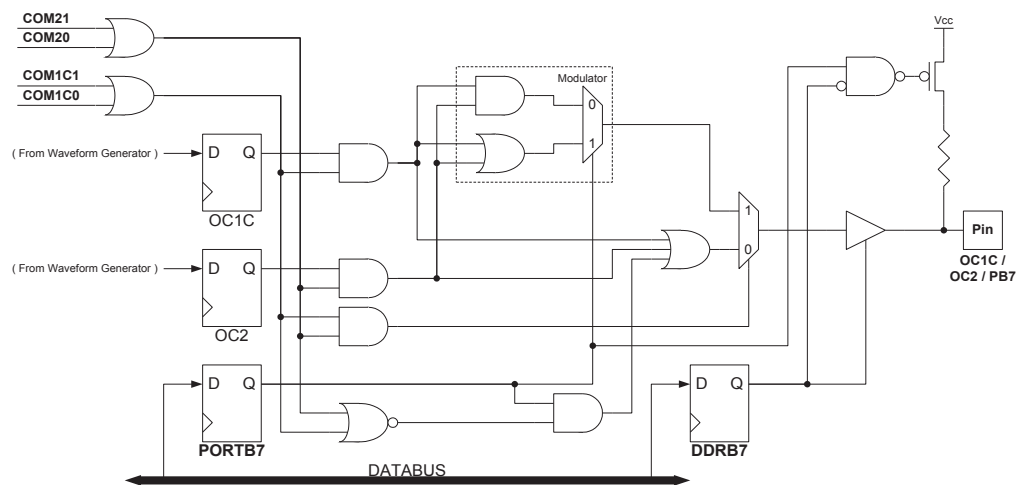 COM21
COM20
COM1C1
COM1C0
Vcc
Modulator
0
1
( From Waveform Generator )
D Q
OC1C
1
0
Pin
OC1C /
OC2 / PB7
( From Waveform Generator )
D Q
OC2
D Q
PORTB7
D Q
DDRB7
DATABUS